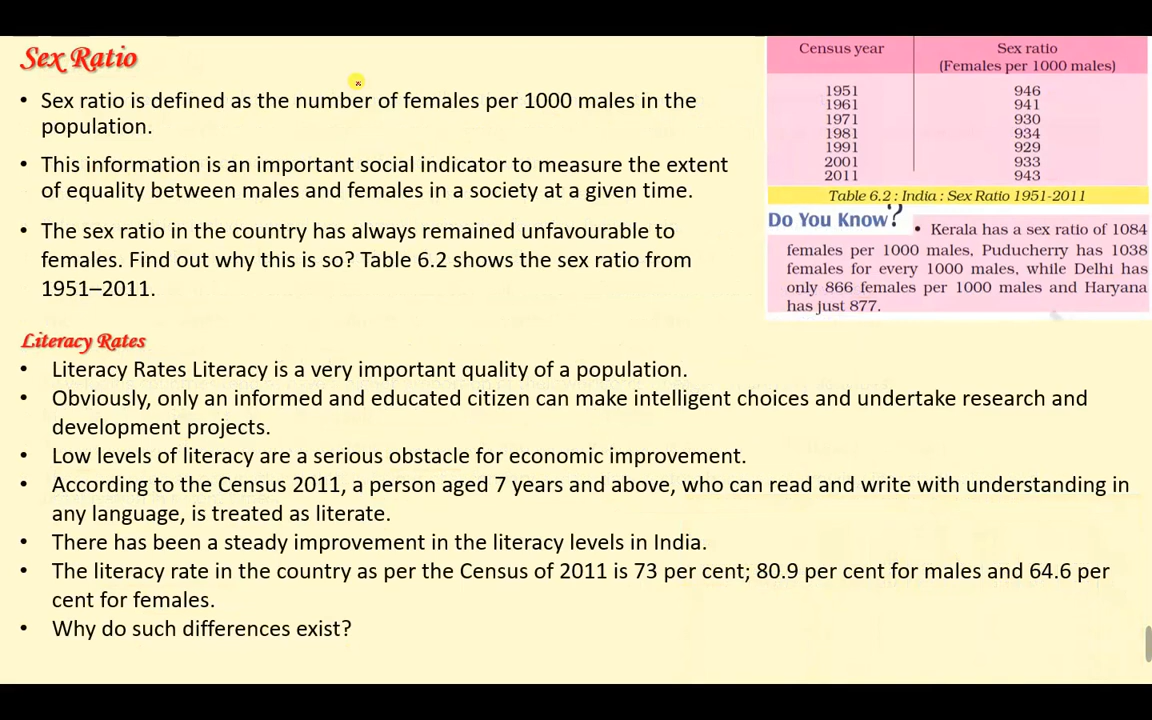 Sex Ratio
• Sex ratio is defined as the number of females per 1000 males in the
population.
• This information is an important social indicator to measure the extent
of equality between males and females in a society at a given time.
• The sex ratio in the country has always remained unfavourable to
females. Find out why this is so? Table 6.2 shows the sex ratio from
1951–2011.
Census year Sex ratio
(Females per 1000 males)
1951 946
1961 941
1971 930
1981 934
1991 929
2001 933
2011 943
Table 6.2 : India : Sex Ratio 1951-2011
Do You Know?
• Kerala has a sex ratio of 1084
females per 1000 males, Puducherry has 1038
females for every 1000 males, while Delhi has
only 866 females per 1000 males and Haryana
has just 877.
Literacy Rates
• Literacy Rates Literacy is a very important quality of a population.
• Obviously, only an informed and educated citizen can make intelligent choices and undertake research and
development projects.
• Low levels of literacy are a serious obstacle for economic improvement.
• According to the Census 2011, a person aged 7 years and above, who can read and write with understanding in
any language, is treated as literate.
• There has been a steady improvement in the literacy levels in India.
• The literacy rate in the country as per the Census of 2011 is 73 per cent; 80.9 per cent for males and 64.6 per
cent for females.
• Why do such differences exist?